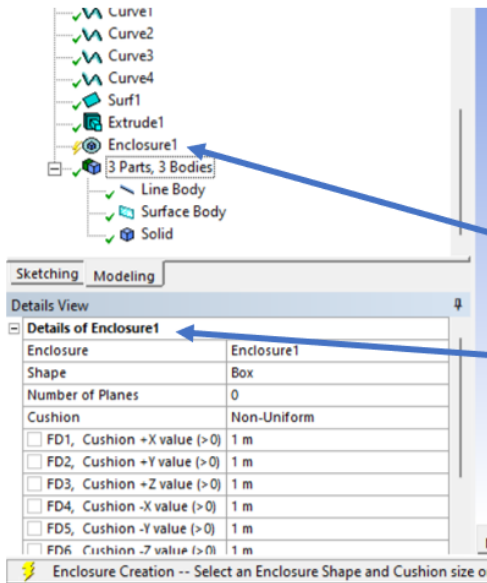 Curve1
Curve2
Curve3
Curve4
Surf1
Extrude1
Enclosure1
3 Parts, 3 Bodies
Line Body
Surface Body
Solid
Sketching Modeling
Details View
Details of Enclosure1
Enclosure Enclosure1
Shape Box
Number of Planes 0
Cushion Non-Uniform
FD1, Cushion +X value (>0) 1 m
FD2, Cushion +Y value (>0) 1 m
FD3, Cushion +Z value (>0) 1 m
FD4, Cushion -X value (>0) 1 m
FD5, Cushion -Y value (>0) 1 m
FD6, Cushion -Z value (>0) 1 m
Enclosure Creation -- Select an Enclosure Shape and Cushion size o